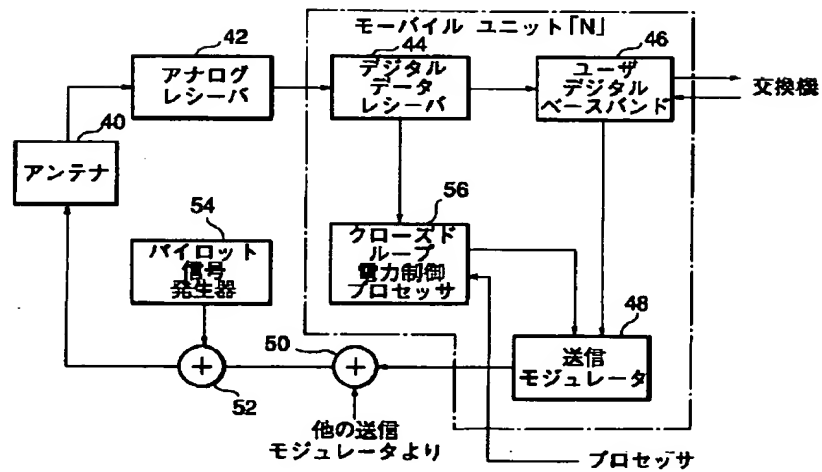 モーバイル ユニット「N」
42
アナログ
レシーバ
44
デジタル
データ
レシーバ
46
ユーザ
デジタル
ベースバンド
交換機
40
アンテナ
54
パイロット
信号
発生器
56
クローズド
ループ
電力制御
プロセッサ
48
送信
モジュレータ
50
+
52
+
他の送信
モジュレータより
プロセッサ